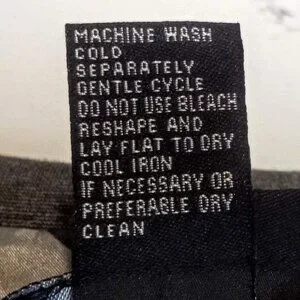 MACHINE WASH
COLD
SEPARATELY
GENTLE CYCLE
DO NOT USE BLEACH
RESHAPE AND
LAY FLAT TO DRY
COOL IRON
IF NECESSARY OR
PREFERABLE DRY
CLEAN